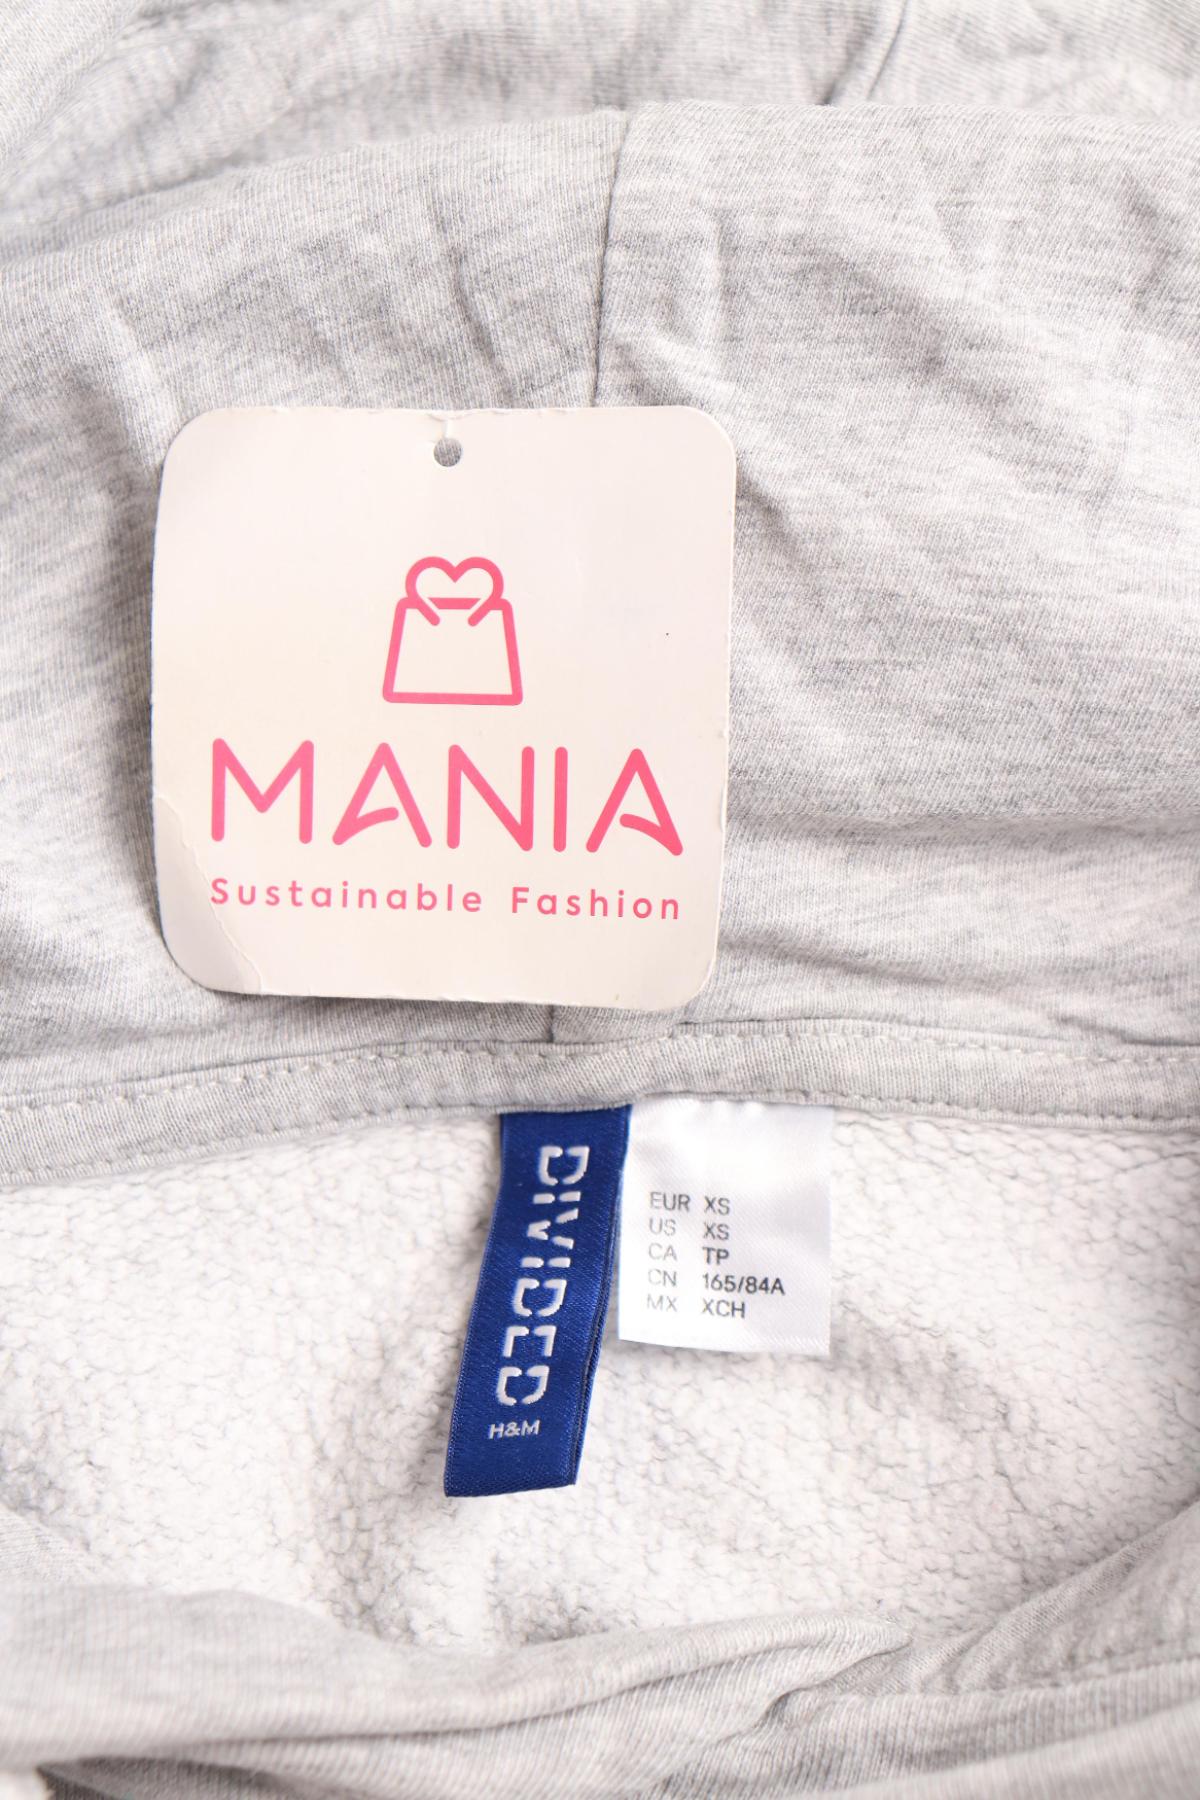 MANIA
Sustainable Fashion
DIVIDED
H&M
EUR XS
US XS
CA TP
CN 165/84A
MX XCH